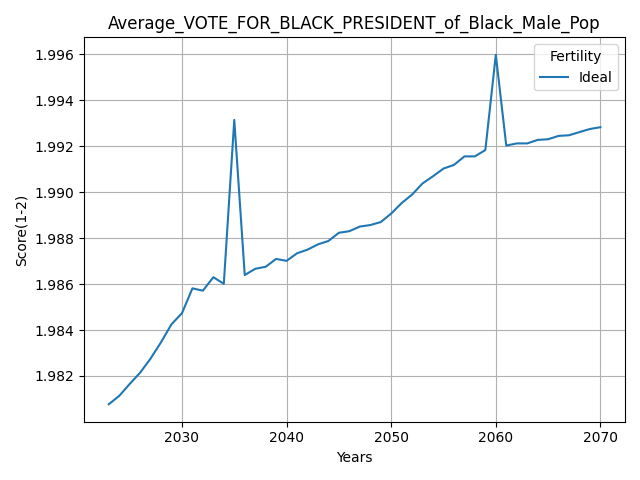 Average_VOTE_FOR_BLACK_PRESIDENT_of_Black_Male_Pop
1.996
1.994
1.992
1.990
1.988
1.986
1.984
1.982
Score(1-2)
Fertility
Ideal
2030 2040 2050 2060 2070
Years